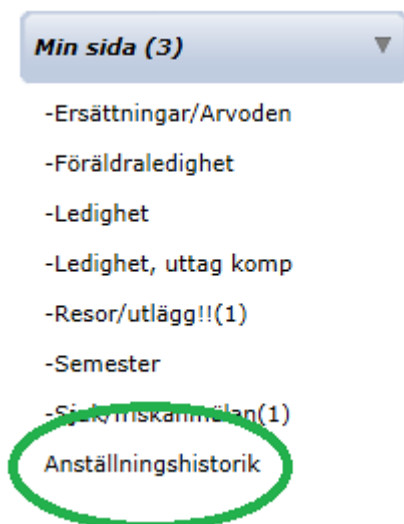 Min sida (3)
-Ersättningar/Arvoden
-Föräldraledighet
-Ledighet
-Ledighet, uttag komp
-Resor/utlägg!!(1)
-Semester
-Sjuk/friskanmälan(1)
Anställningshistorik